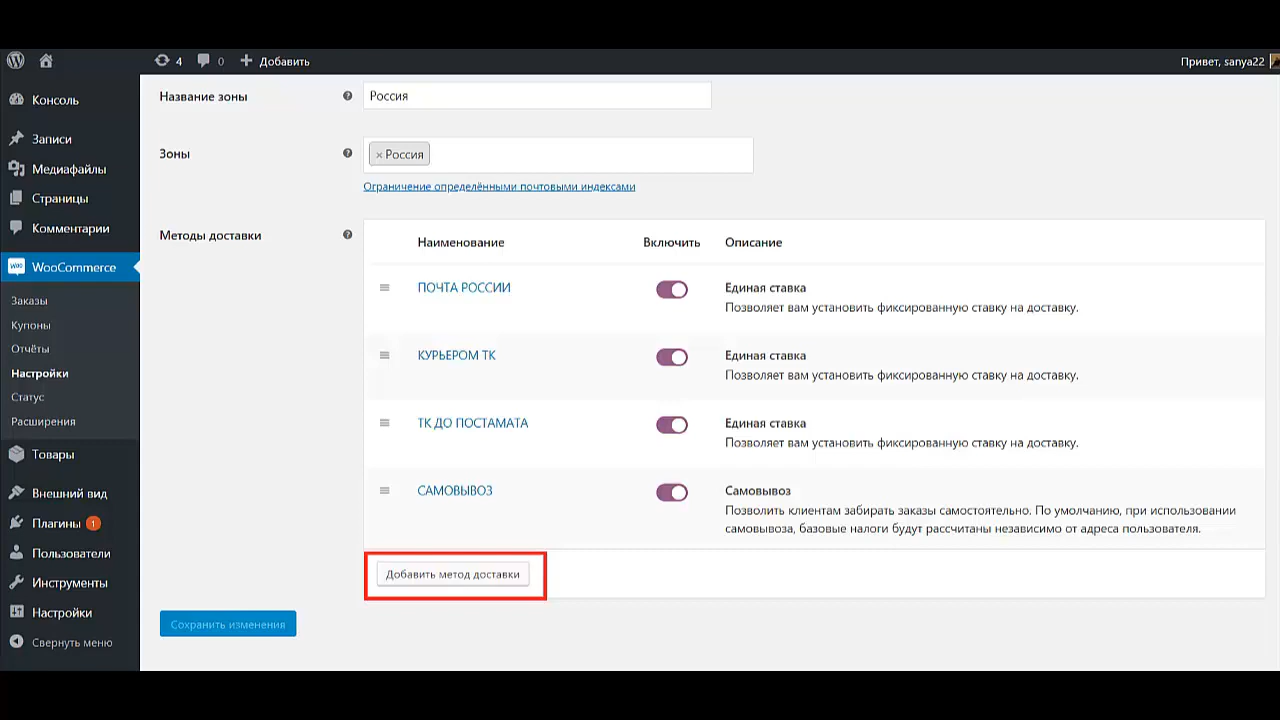 4
0
Добавить
Привет, sanya22
Консоль
Записи
Медиафайлы
Страницы
Комментарии
WooCommerce
Заказы
Купоны
Отчёты
Настройки
Статус
Расширения
Товары
Внешний вид
Плагины 1
Пользователи
Инструменты
Настройки
Свернуть меню
Название зоны
Россия
Зоны
× Россия
Ограничение определёнными почтовыми индексами
Методы доставки
Наименование Включить Описание
ПОЧТА РОССИИ
Единая ставка
Позволяет вам установить фиксированную ставку на доставку.
КУРЬЕРОМ ТК
Единая ставка
Позволяет вам установить фиксированную ставку на доставку.
ТК ДО ПОСТАМАТА
Единая ставка
Позволяет вам установить фиксированную ставку на доставку.
САМОВЫВОЗ
Самовывоз
Позволить клиентам забирать заказы самостоятельно. По умолчанию, при использовании
самовывоза, базовые налоги будут рассчитаны независимо от адреса пользователя.
Добавить метод доставки
Сохранить изменения